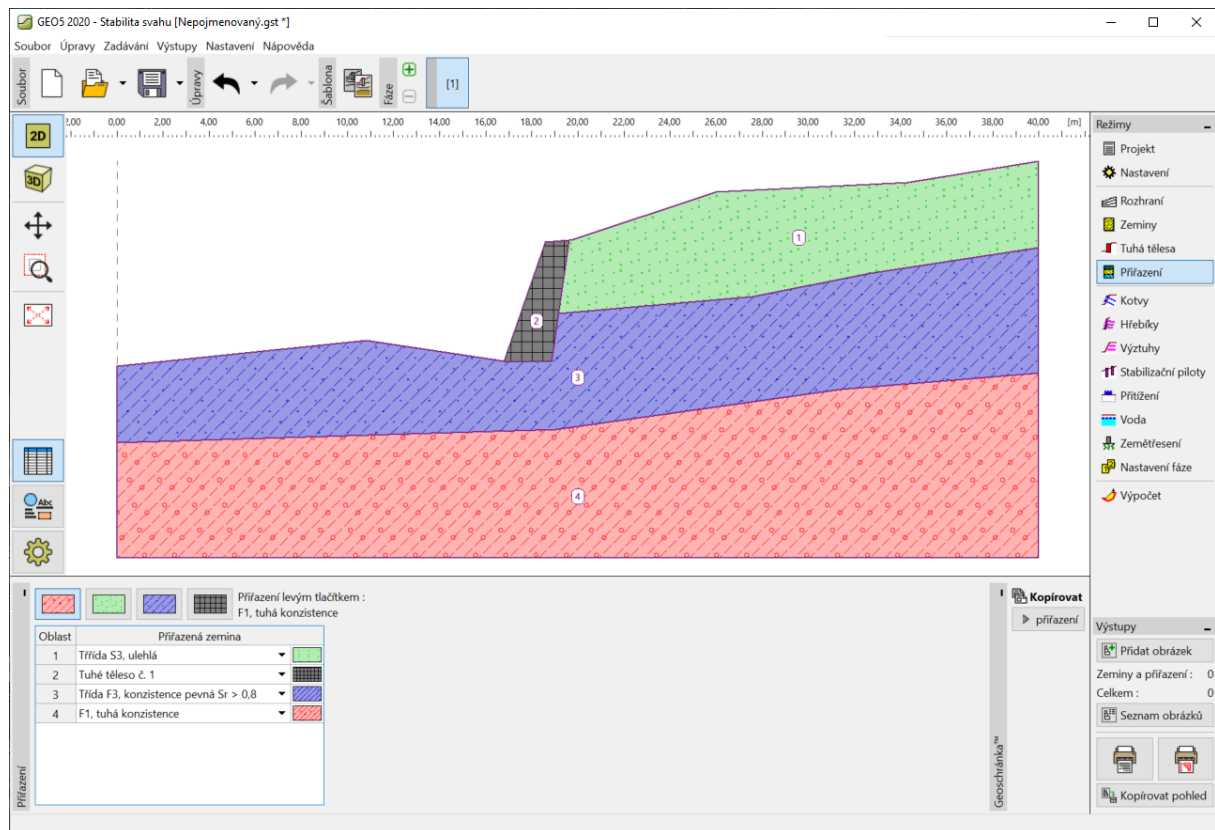 GEO5 2020 - Stabilita svahu [Nepojmenovaný.gst *]
Soubor Úpravy Zadávání Výstupy Nastavení Nápověda
Soubor
Úpravy
Šablona
Fáze
[1]
2D
3D
2,00 0,00 2,00 4,00 6,00 8,00 10,00 12,00 14,00 16,00 18,00 20,00 22,00 24,00 26,00 28,00 30,00 32,00 34,00 36,00 38,00 40,00 [m]
1
2
3
4
Abc
Režimy
Projekt
Nastavení
Rozhraní
Zeminy
Tuhá tělesa
Přiřazení
Kotvy
Hřebíky
Výztuhy
Stabilizační piloty
Přitížení
Voda
Zemětřesení
Nastavení fáze
Výpočet
Přiřazení levým tlačítkem :
F1, tuhá konzistence
Oblast Přiřazená zemina
1 Třřída S3, ulehlá
2 Tuhé těleso č. 1
3 Třída F3, konzistence pevná Sr > 0,8
4 F1, tuhá konzistence
Přiřazení
Geoschránka™
Kopírovat
přiřazení
Výstupy
Přidat obrázek
Zeminy a přiřazení : 0
Celkem : 0
Seznam obrázků
Kopírovat pohled